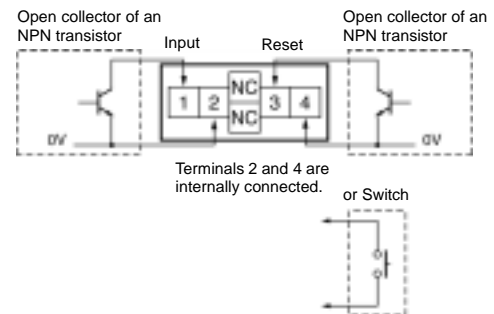 Open collector of an
NPN transistor
Open collector of an
NPN transistor
Input
Reset
NC
1 2 3 4
NC
0V
0V
Terminals 2 and 4 are
internally connected.
or Switch